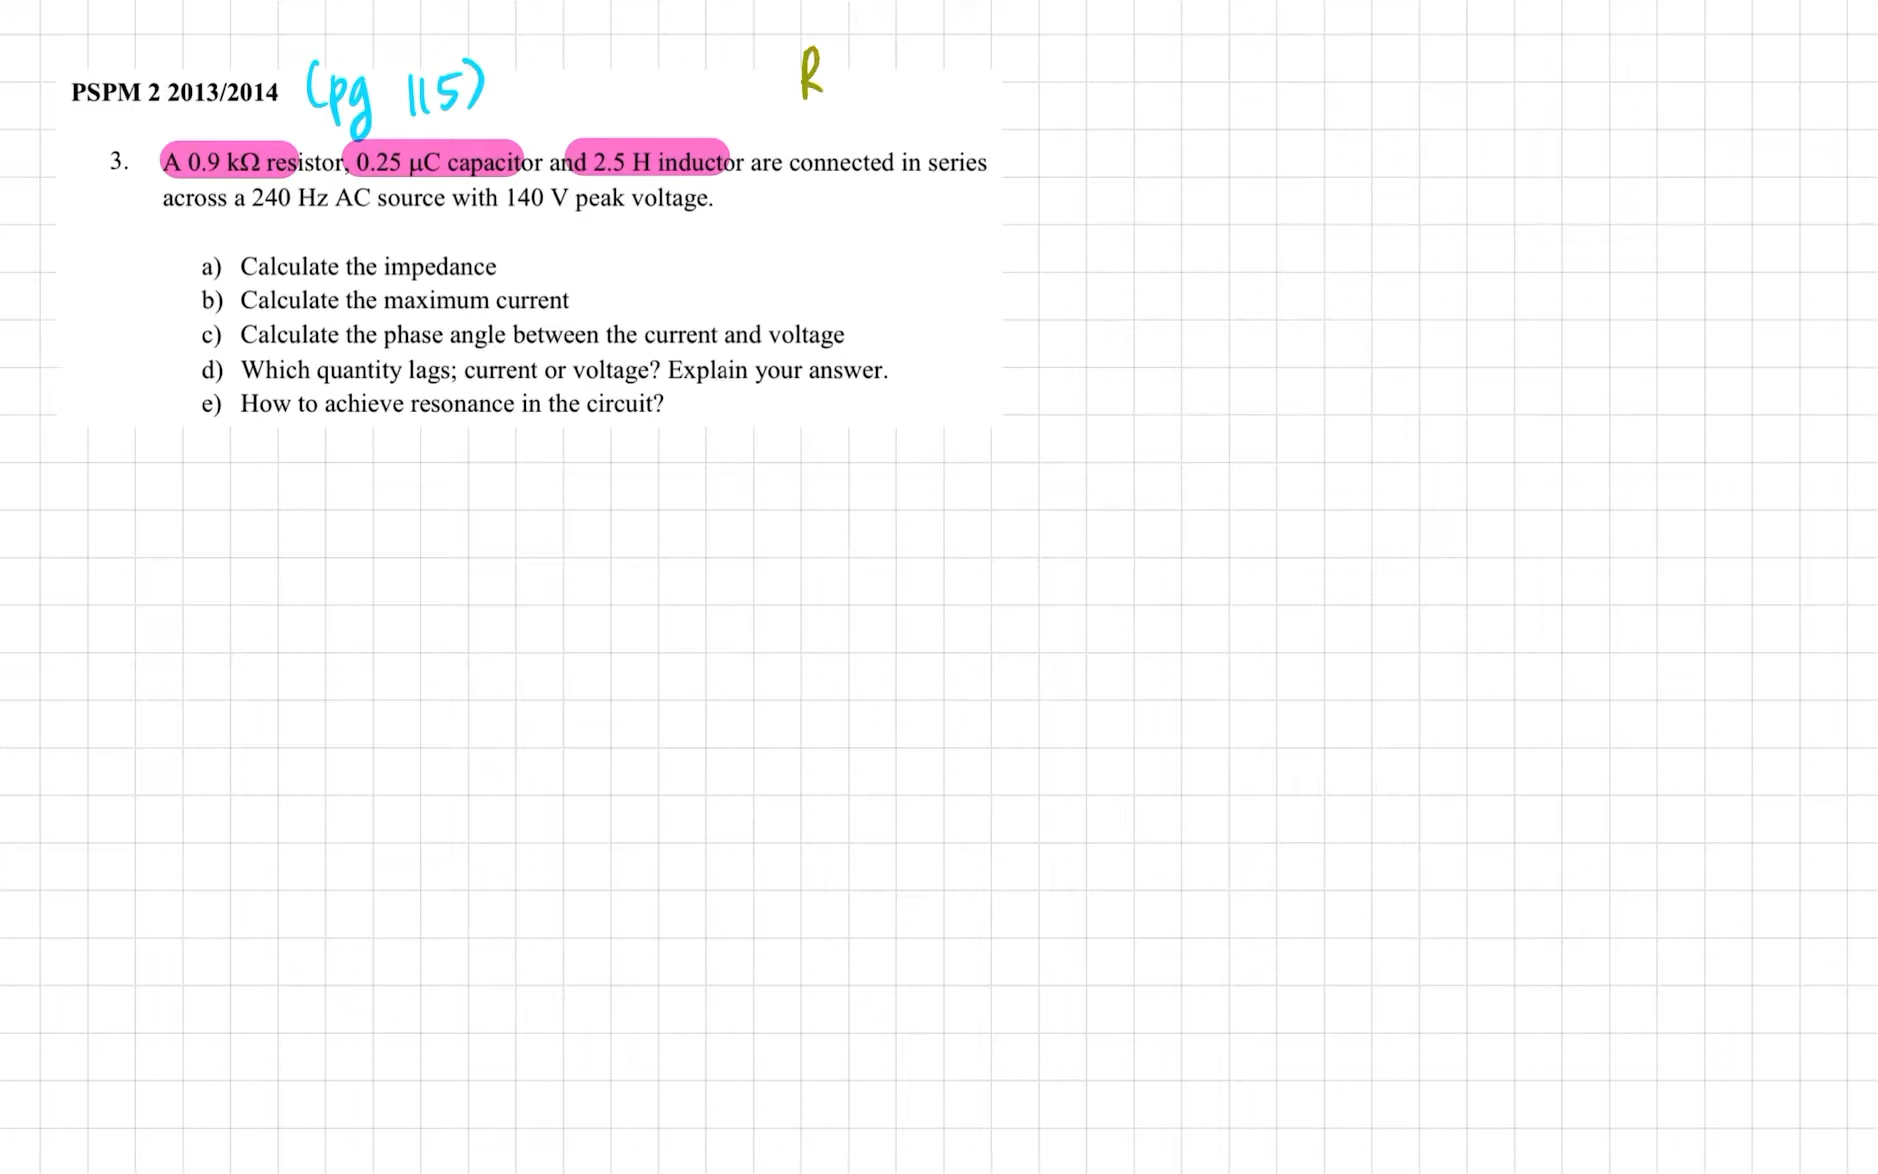 PSPM 2 2013/2014 (pg 115) R
3. A 0.9 kΩ resistor, 0.25 μC capacitor and 2.5 H inductor are connected in series
across a 240 Hz AC source with 140 V peak voltage.
a) Calculate the impedance
b) Calculate the maximum current
c) Calculate the phase angle between the current and voltage
d) Which quantity lags; current or voltage? Explain your answer.
e) How to achieve resonance in the circuit?